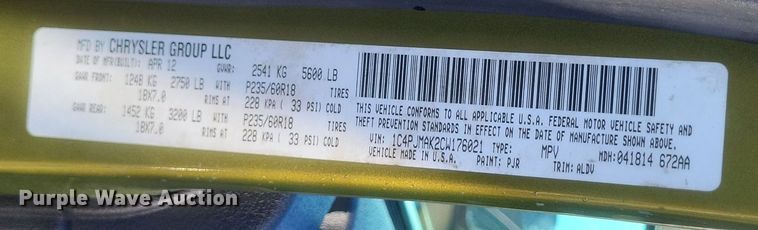 MFD BY CHRYSLER GROUP LLC
DATE OF MFR(BUILT): APR 12 GVWR: 2541 KG 5600 LB
GAWR FRONT: 1248 KG 2750 LB WITH P235/60R18 TIRES
18X7.0 RIMS AT 228 KPA ( 33 PSI) COLD
GAWR REAR: 1452 KG 3200 LB WITH P235/60R18 TIRES
18X7.0 RIMS AT 228 KPA ( 33 PSI) COLD
THIS VEHICLE CONFORMS TO ALL APPLICABLE U.S.A. FEDERAL MOTOR VEHICLE SAFETY AND
THEFT PREVENTION STANDARDS IN EFFECT ON THE DATE OF MANUFACTURE SHOWN ABOVE.
VIN: 1C4PJMAK2CW176021 TYPE: MPV MDH: 041814 672AA
VEHICLE MADE IN U.S.A. PAINT: PJR TRIM: ALDV
Purple Wave Auction